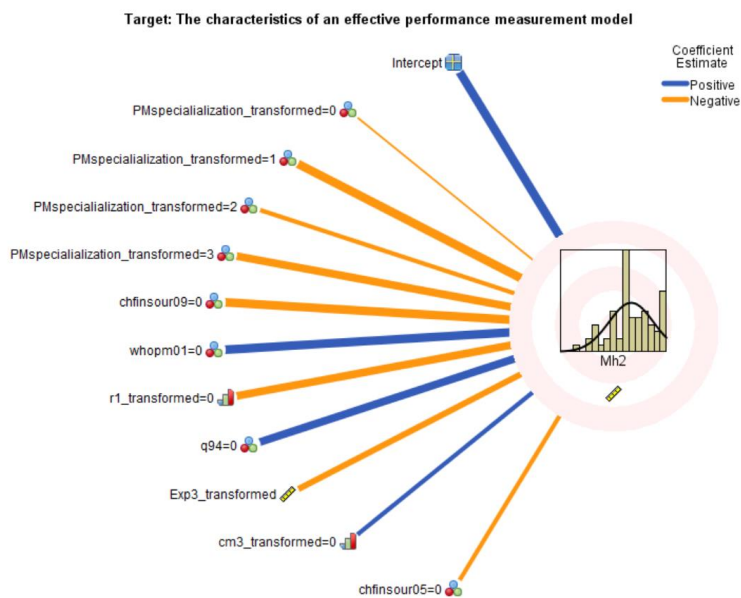 Target: The characteristics of an effective performance measurement model
Coefficient
Estimate
Positive
Negative
Intercept
PMspecialialization_transformed=0
PMspecialialization_transformed=1
PMspecialialization_transformed=2
PMspecialialization_transformed=3
chfinsour09=0
whopm01=0
r1_transformed=0
q94=0
Exp3_transformed
cm3_transformed=0
chfinsour05=0
Mh2